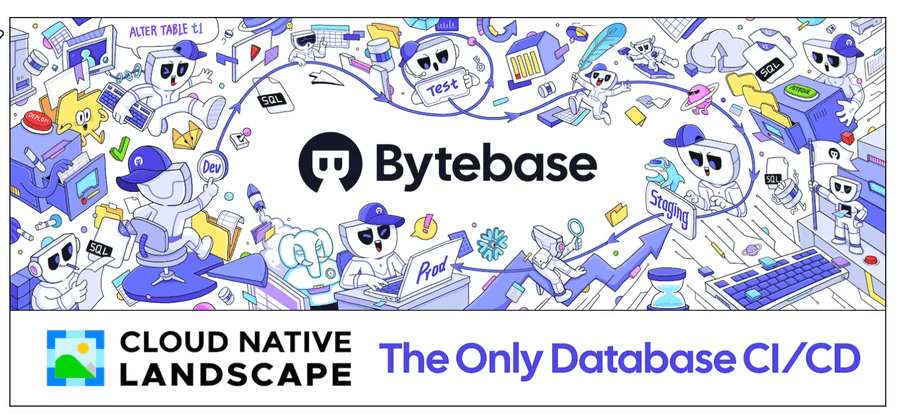 ALTER TABLE t1
SQL
Test
DEPLOY
Dev
Bytebase
SQL
Staging
SQL
Prod
CLOUD NATIVE
LANDSCAPE
The Only Database CI/CD